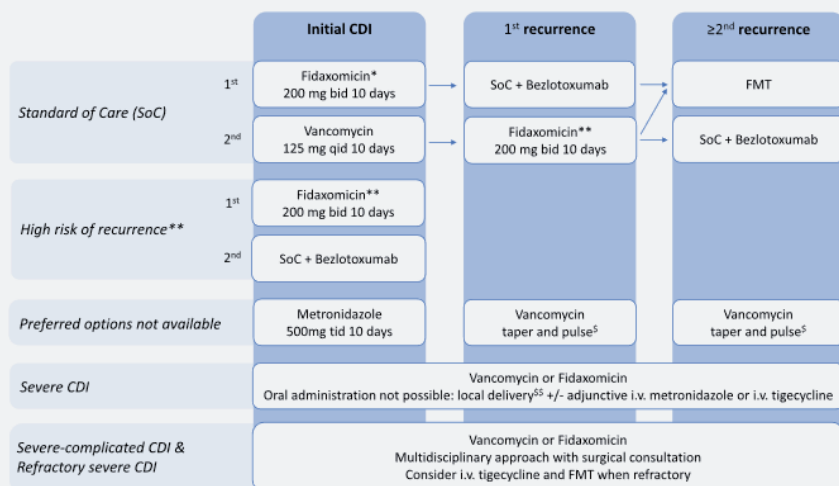 Initial CDI
1st recurrence
≥2nd recurrence
Standard of Care (SoC)
1st
Fidaxomicin*
200 mg bid 10 days
SoC + Bezlotoxumab
FMT
2nd
Vancomycin
125 mg qid 10 days
Fidaxomicin**
200 mg bid 10 days
SoC + Bezlotoxumab
High risk of recurrence**
1st
Fidaxomicin**
200 mg bid 10 days
2nd
SoC + Bezlotoxumab
Preferred options not available
Metronidazole
500mg tid 10 days
Vancomycin
taper and pulse$
Vancomycin
taper and pulse$
Severe CDI
Vancomycin or Fidaxomicin
Oral administration not possible: local delivery$$ +/- adjunctive i.v. metronidazole or i.v. tigecycline
Severe-complicated CDI &
Refractory severe CDI
Vancomycin or Fidaxomicin
Multidisciplinary approach with surgical consultation
Consider i.v. tigecycline and FMT when refractory